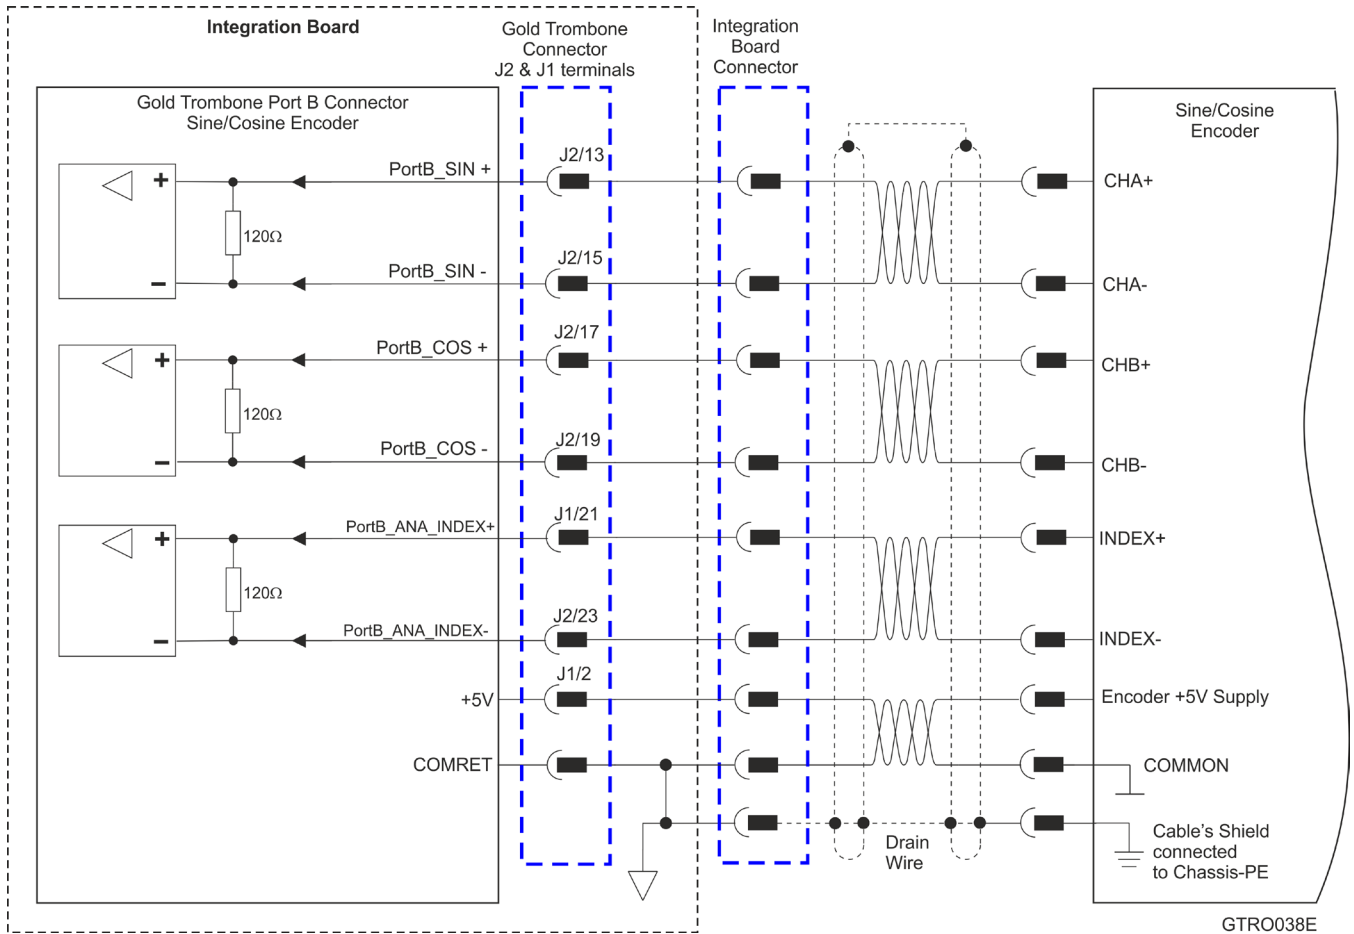 Integration Board
Gold Trombone
Connector
J2 & J1 terminals
Integration
Board
Connector
Gold Trombone Port B Connector
Sine/Cosine Encoder
Sine/Cosine
Encoder
PortB_SIN +
J2/13
+
CHA+
120Ω
PortB_SIN -
J2/15
−
CHA-
PortB_COS +
J2/17
+
CHB+
120Ω
PortB_COS -
J2/19
−
CHB-
PortB_ANA_INDEX+
J1/21
+
INDEX+
120Ω
PortB_ANA_INDEX-
J2/23
−
INDEX-
+5V
J1/2
Encoder +5V Supply
COMRET
COMMON
Drain
Wire
Cable's Shield
connected
to Chassis-PE
GTRO038E